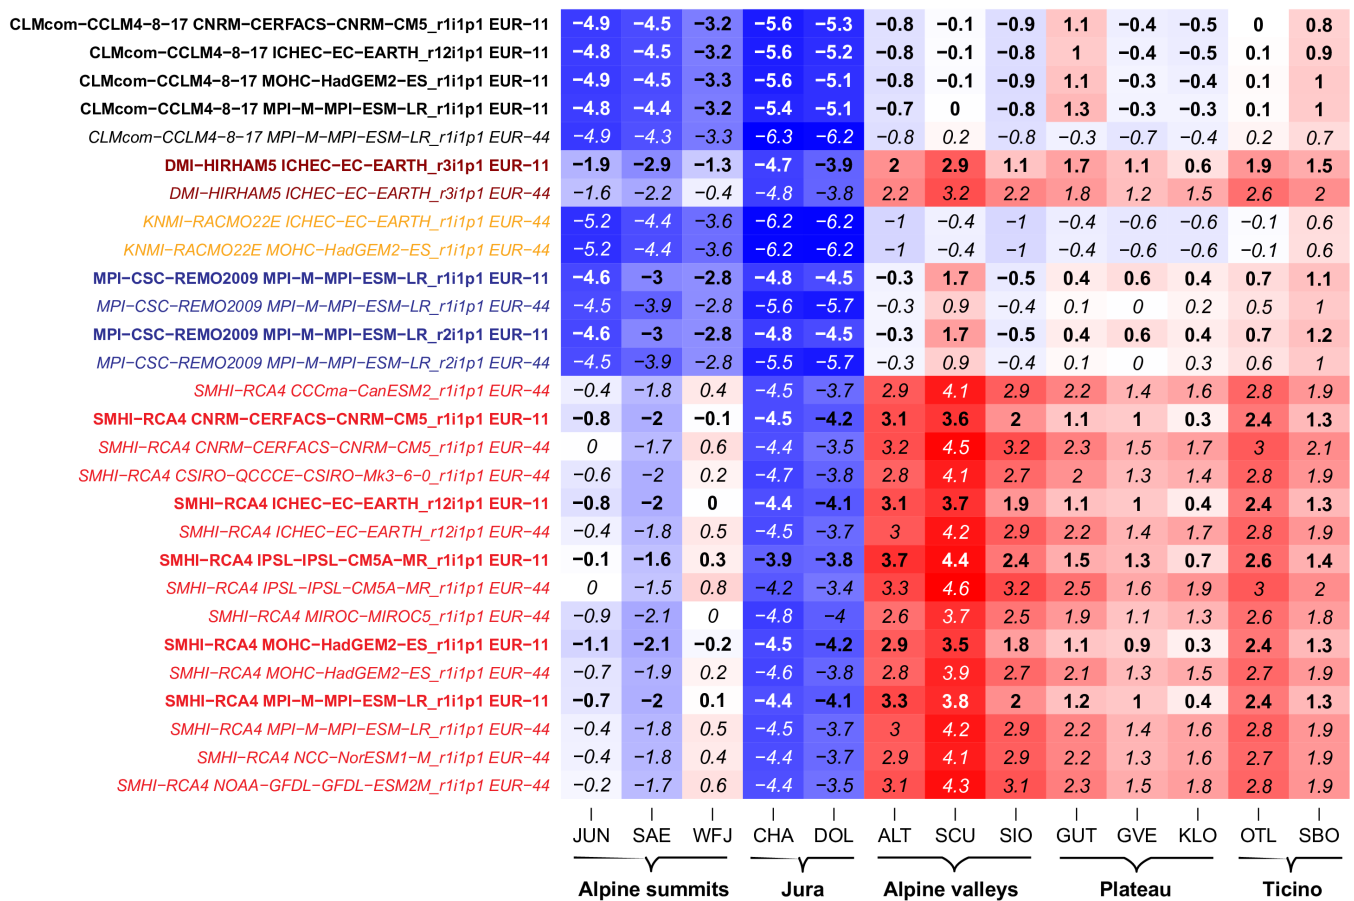 CLMcom−CCLM4−8−17 CNRM−CERFACS−CNRM−CM5_r1i1p1 EUR−11 −4.9 −4.5 −3.2 −5.6 −5.3 −0.8 −0.1 −0.9 1.1 −0.4 −0.5 0 0.8
CLMcom−CCLM4−8−17 ICHEC−EC−EARTH_r12i1p1 EUR−11 −4.8 −4.5 −3.2 −5.6 −5.2 −0.8 −0.1 −0.9 1 −0.4 −0.5 0.1 0.9
CLMcom−CCLM4−8−17 MOHC−HadGEM2−ES_r1i1p1 EUR−11 −4.9 −4.5 −3.3 −5.6 −5.1 −0.8 −0.1 −0.9 1.1 −0.3 −0.4 0.1 1
CLMcom−CCLM4−8−17 MPI−M−MPI−ESM−LR_r1i1p1 EUR−11 −4.8 −4.4 −3.2 −5.4 −5.1 −0.7 0 −0.8 1.3 −0.3 −0.3 0.1 1
CLMcom−CCLM4−8−17 MPI−M−MPI−ESM−LR_r1i1p1 EUR−44 −4.9 −4.3 −3.3 −6.3 −6.2 −0.8 0.2 −0.8 −0.3 −0.7 −0.4 0.2 0.7
DMI−HIRHAM5 ICHEC−EC−EARTH_r3i1p1 EUR−11 −1.9 −2.9 −1.3 −4.7 −3.9 2 2.9 1.1 1.7 1.1 0.6 1.9 1.5
DMI−HIRHAM5 ICHEC−EC−EARTH_r3i1p1 EUR−44 −1.6 −2.2 −0.4 −4.8 −3.8 2.2 3.2 2.2 1.8 1.2 1.5 2.6 2
KNMI−RACMO22E ICHEC−EC−EARTH_r1i1p1 EUR−44 −5.2 −4.4 −3.6 −6.2 −6.2 −1 −0.4 −1 −0.4 −0.6 −0.6 −0.1 0.6
KNMI−RACMO22E MOHC−HadGEM2−ES_r1i1p1 EUR−44 −5.2 −4.4 −3.6 −6.2 −6.2 −1 −0.4 −1 −0.4 −0.6 −0.6 −0.1 0.6
MPI−CSC−REMO2009 MPI−M−MPI−ESM−LR_r1i1p1 EUR−11 −4.6 −3 −2.8 −4.8 −4.5 −0.3 1.7 −0.5 0.4 0.6 0.4 0.7 1.1
MPI−CSC−REMO2009 MPI−M−MPI−ESM−LR_r1i1p1 EUR−44 −4.5 −3.9 −2.8 −5.6 −5.7 −0.3 0.9 −0.4 0.1 0 0.2 0.5 1
MPI−CSC−REMO2009 MPI−M−MPI−ESM−LR_r2i1p1 EUR−11 −4.6 −3 −2.8 −4.8 −4.5 −0.3 1.7 −0.5 0.4 0.6 0.4 0.7 1.2
MPI−CSC−REMO2009 MPI−M−MPI−ESM−LR_r2i1p1 EUR−44 −4.5 −3.9 −2.8 −5.5 −5.7 −0.3 0.9 −0.4 0.1 0 0.3 0.6 1
SMHI−RCA4 CCCma−CanESM2_r1i1p1 EUR−44 −0.4 −1.8 0.4 −4.5 −3.7 2.9 4.1 2.9 2.2 1.4 1.6 2.8 1.9
SMHI−RCA4 CNRM−CERFACS−CNRM−CM5_r1i1p1 EUR−11 −0.8 −2 −0.1 −4.5 −4.2 3.1 3.6 2 1.1 1 0.3 2.4 1.3
SMHI−RCA4 CNRM−CERFACS−CNRM−CM5_r1i1p1 EUR−44 0 −1.7 0.6 −4.4 −3.5 3.2 4.5 3.2 2.3 1.5 1.7 3 2.1
SMHI−RCA4 CSIRO−QCCCE−CSIRO−Mk3−6−0_r1i1p1 EUR−44 −0.6 −2 0.2 −4.7 −3.8 2.8 4.1 2.7 2 1.3 1.4 2.8 1.9
SMHI−RCA4 ICHEC−EC−EARTH_r12i1p1 EUR−11 −0.8 −2 0 −4.4 −4.1 3.1 3.7 1.9 1.1 1 0.4 2.4 1.3
SMHI−RCA4 ICHEC−EC−EARTH_r12i1p1 EUR−44 −0.4 −1.8 0.5 −4.5 −3.7 3 4.2 2.9 2.2 1.4 1.7 2.8 1.9
SMHI−RCA4 IPSL−IPSL−CM5A−MR_r1i1p1 EUR−11 −0.1 −1.6 0.3 −3.9 −3.8 3.7 4.4 2.4 1.5 1.3 0.7 2.6 1.4
SMHI−RCA4 IPSL−IPSL−CM5A−MR_r1i1p1 EUR−44 0 −1.5 0.8 −4.2 −3.4 3.3 4.6 3.2 2.5 1.6 1.9 3 2
SMHI−RCA4 MIROC−MIROC5_r1i1p1 EUR−44 −0.9 −2.1 0 −4.8 −4 2.6 3.7 2.5 1.9 1.1 1.3 2.6 1.8
SMHI−RCA4 MOHC−HadGEM2−ES_r1i1p1 EUR−11 −1.1 −2.1 −0.2 −4.5 −4.2 2.9 3.5 1.8 1.1 0.9 0.3 2.4 1.3
SMHI−RCA4 MOHC−HadGEM2−ES_r1i1p1 EUR−44 −0.7 −1.9 0.2 −4.6 −3.8 2.8 3.9 2.7 2.1 1.3 1.5 2.7 1.9
SMHI−RCA4 MPI−M−MPI−ESM−LR_r1i1p1 EUR−11 −0.7 −2 0.1 −4.4 −4.1 3.3 3.8 2 1.2 1 0.4 2.4 1.3
SMHI−RCA4 MPI−M−MPI−ESM−LR_r1i1p1 EUR−44 −0.4 −1.8 0.5 −4.5 −3.7 3 4.2 2.9 2.2 1.4 1.6 2.8 1.9
SMHI−RCA4 NCC−NorESM1−M_r1i1p1 EUR−44 −0.4 −1.8 0.4 −4.4 −3.7 2.9 4.1 2.9 2.2 1.3 1.6 2.7 1.9
SMHI−RCA4 NOAA−GFDL−GFDL−ESM2M_r1i1p1 EUR−44 −0.2 −1.7 0.6 −4.4 −3.5 3.1 4.3 3.1 2.3 1.5 1.8 2.8 1.9
JUN SAE WFJ CHA DOL ALT SCU SIO GUT GVE KLO OTL SBO
Alpine summits Jura Alpine valleys Plateau Ticino